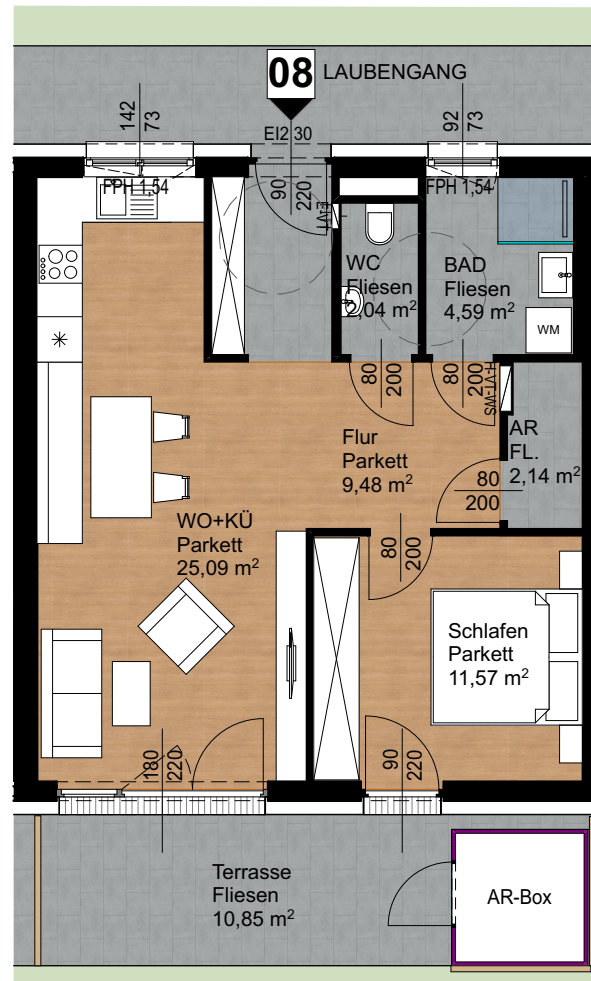 08 LAUBENGANG
142
73
92
73
EI2 30
FPH 1,54
90
220
E-VT
FPH 1,54
WC
Fliesen
2,04 m²
BAD
Fliesen
4,59 m²
WM
80
200
80
200
H-VT-WS
AR
FL.
2,14 m²
Flur
Parkett
9,48 m²
80
200
WO+KÜ
Parkett
25,09 m²
80
200
Schlafen
Parkett
11,57 m²
180
220
90
220
Terrasse
Fliesen
10,85 m²
AR-Box